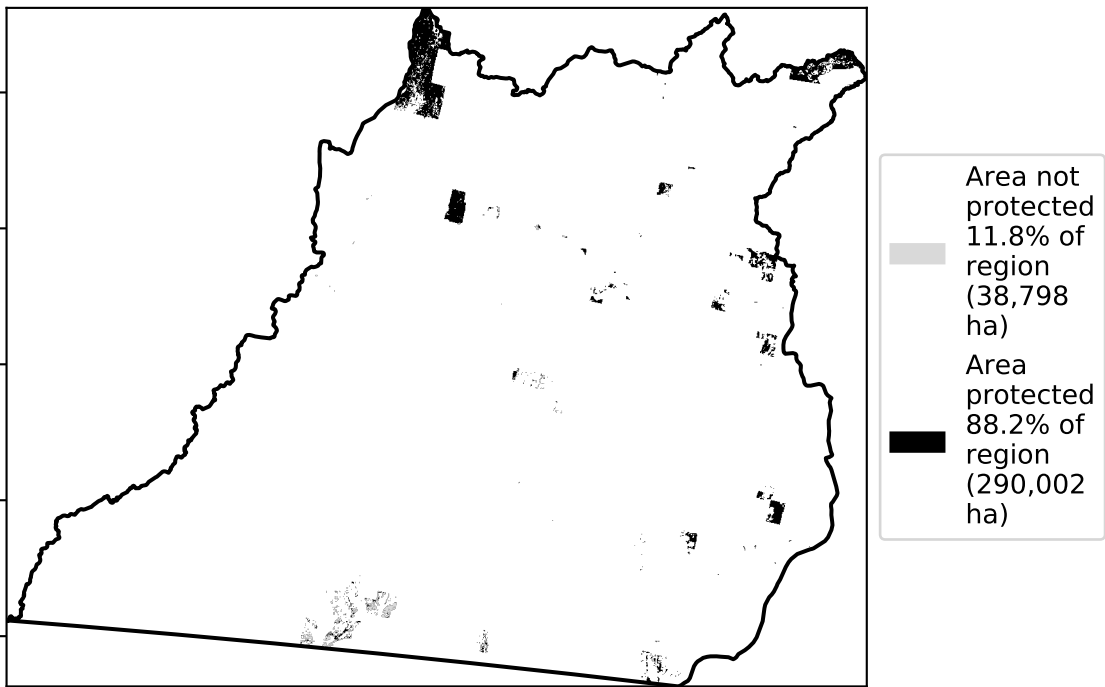 Area not
protected
11.8% of
region
(38,798
ha)
Area
protected
88.2% of
region
(290,002
ha)